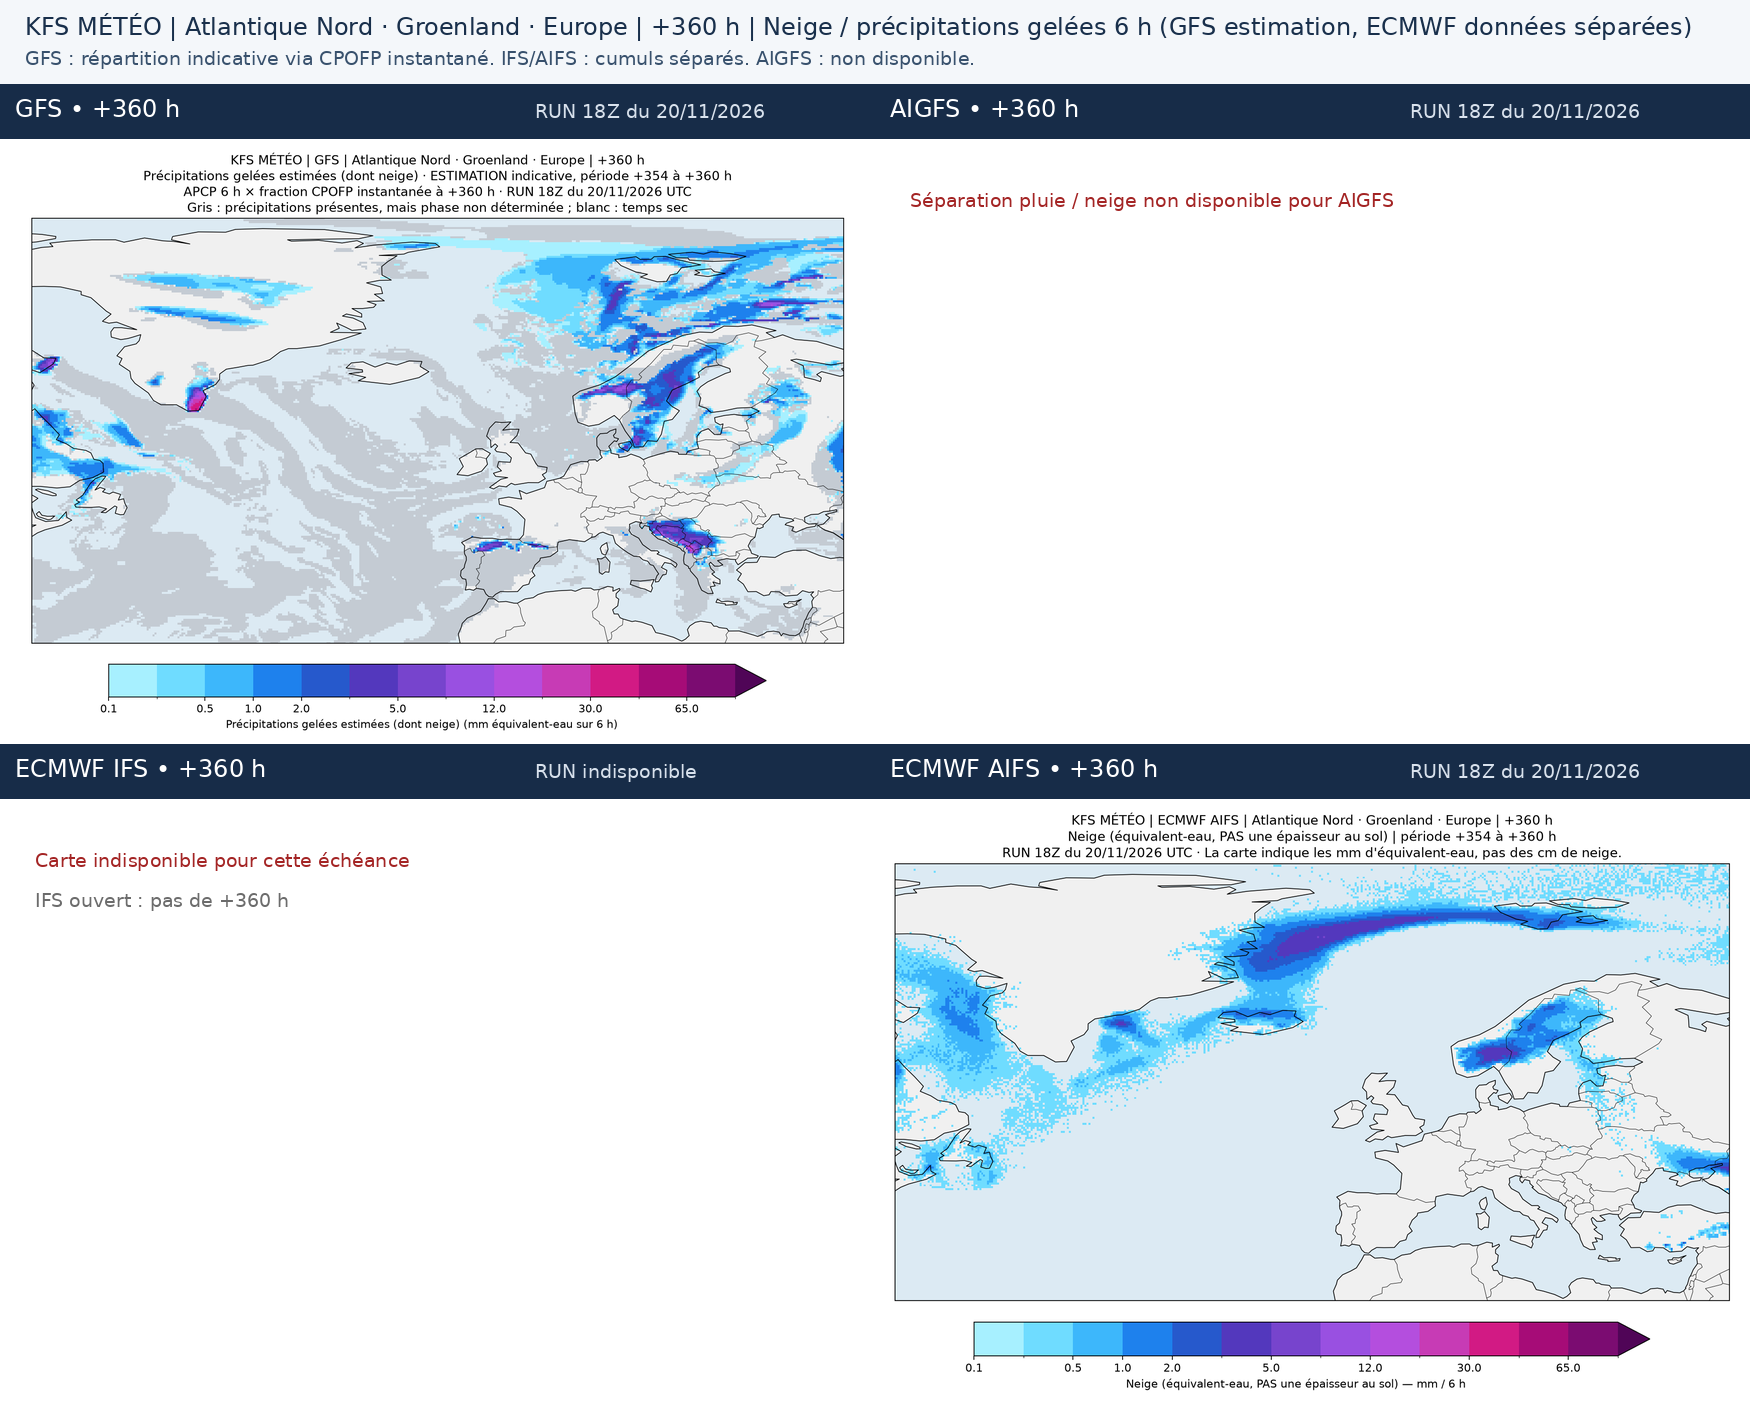 KFS MÉTÉO | Atlantique Nord · Groenland · Europe | +360 h | Neige / précipitations gelées 6 h (GFS estimation, ECMWF données séparées)
GFS : répartition indicative via CPOFP instantané. IFS/AIFS : cumuls séparés. AIGFS : non disponible.
GFS • +360 h
RUN 18Z du 20/11/2026
AIGFS • +360 h
RUN 18Z du 20/11/2026
KFS MÉTÉO | GFS | Atlantique Nord · Groenland · Europe | +360 h
Précipitations gelées estimées (dont neige) · ESTIMATION indicative, période +354 à +360 h
APCP 6 h × fraction CPOFP instantanée à +360 h · RUN 18Z du 20/11/2026 UTC
Gris : précipitations présentes, mais phase non déterminée ; blanc : temps sec
Séparation pluie / neige non disponible pour AIGFS
0.1 0.5 1.0 2.0 5.0 12.0 30.0 65.0
Précipitations gelées estimées (dont neige) (mm équivalent-eau sur 6 h)
ECMWF IFS • +360 h
RUN indisponible
ECMWF AIFS • +360 h
RUN 18Z du 20/11/2026
Carte indisponible pour cette échéance
IFS ouvert : pas de +360 h
KFS MÉTÉO | ECMWF AIFS | Atlantique Nord · Groenland · Europe | +360 h
Neige (équivalent-eau, PAS une épaisseur au sol) | période +354 à +360 h
RUN 18Z du 20/11/2026 UTC · La carte indique les mm d'équivalent-eau, pas des cm de neige.
0.1 0.5 1.0 2.0 5.0 12.0 30.0 65.0
Neige (équivalent-eau, PAS une épaisseur au sol) — mm / 6 h